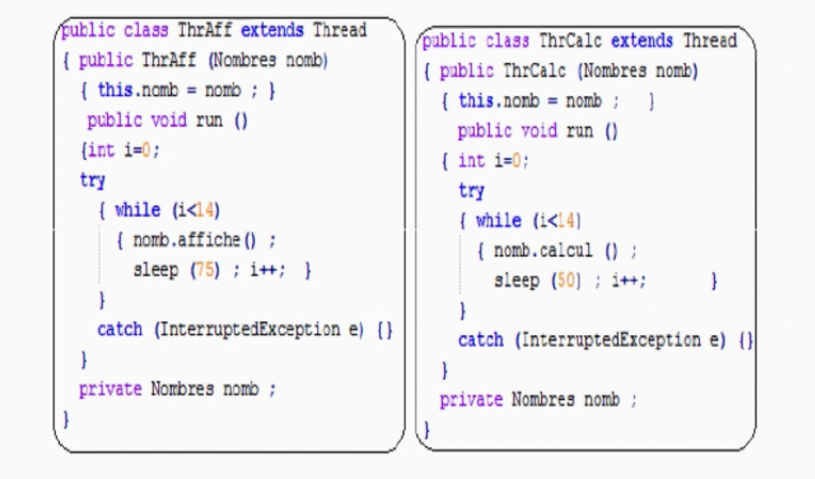 public class ThrAff extends Thread
{ public ThrAff (Nombres nomb)
{ this.nomb = nomb ; }
public void run ()
{int i=0;
try
{ while (i<14)
{ nomb.affiche() ;
sleep (75) ; i++; }
}
catch (InterruptedException e) {}
}
private Nombres nomb ;
}
public class ThrCalc extends Thread
{ public ThrCalc (Nombres nomb)
{ this.nomb = nomb ; }
public void run ()
{ int i=0;
try
{ while (i<14)
{ nomb.calcul () ;
sleep (50) ; i++; }
}
catch (InterruptedException e) {}
}
private Nombres nomb ;
}